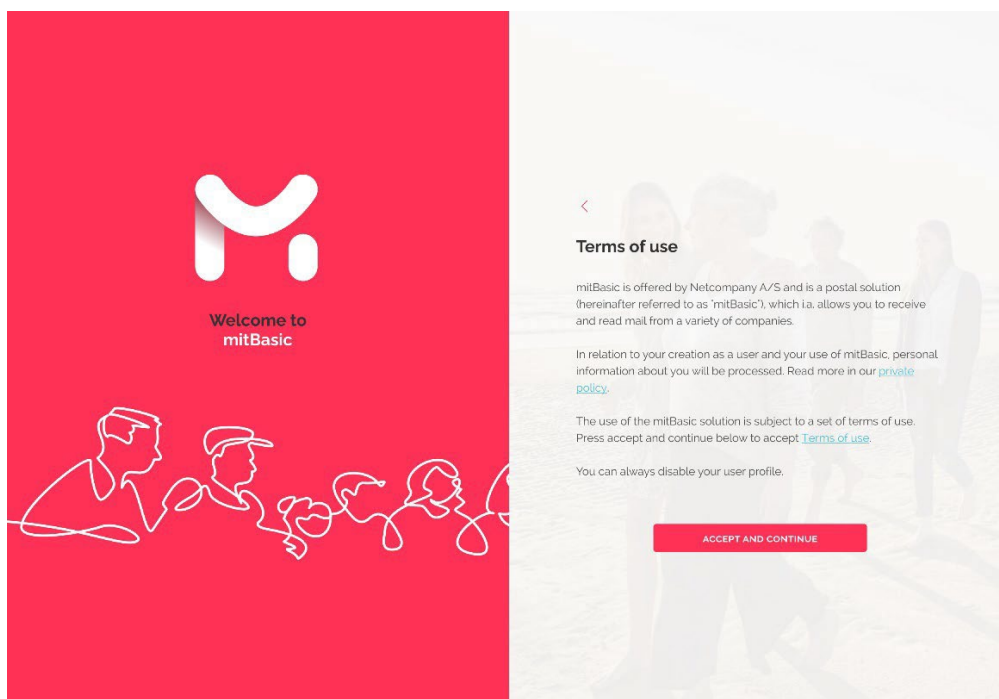 Welcome to
mitBasic
Terms of use
mitBasic is offered by Netcompany A/S and is a postal solution
(hereinafter referred to as "mitBasic"), which i.a. allows you to receive
and read mail from a variety of companies.
In relation to your creation as a user and your use of mitBasic, personal
information about you will be processed. Read more in our private
policy.
The use of the mitBasic solution is subject to a set of terms of use.
Press accept and continue below to accept Terms of use.
You can always disable your user profile.
ACCEPT AND CONTINUE